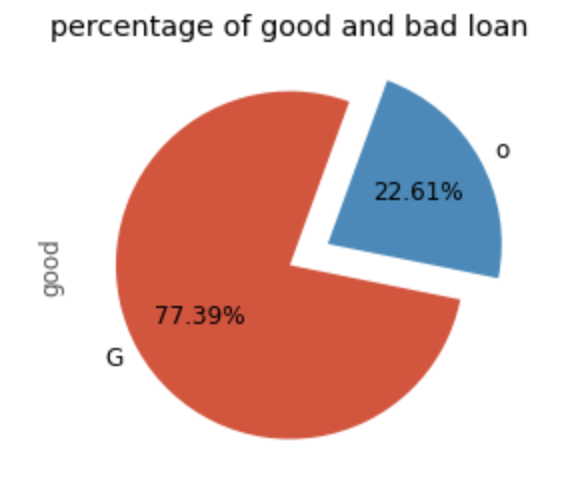 percentage of good and bad loan
o
22.61%
good
77.39%
G